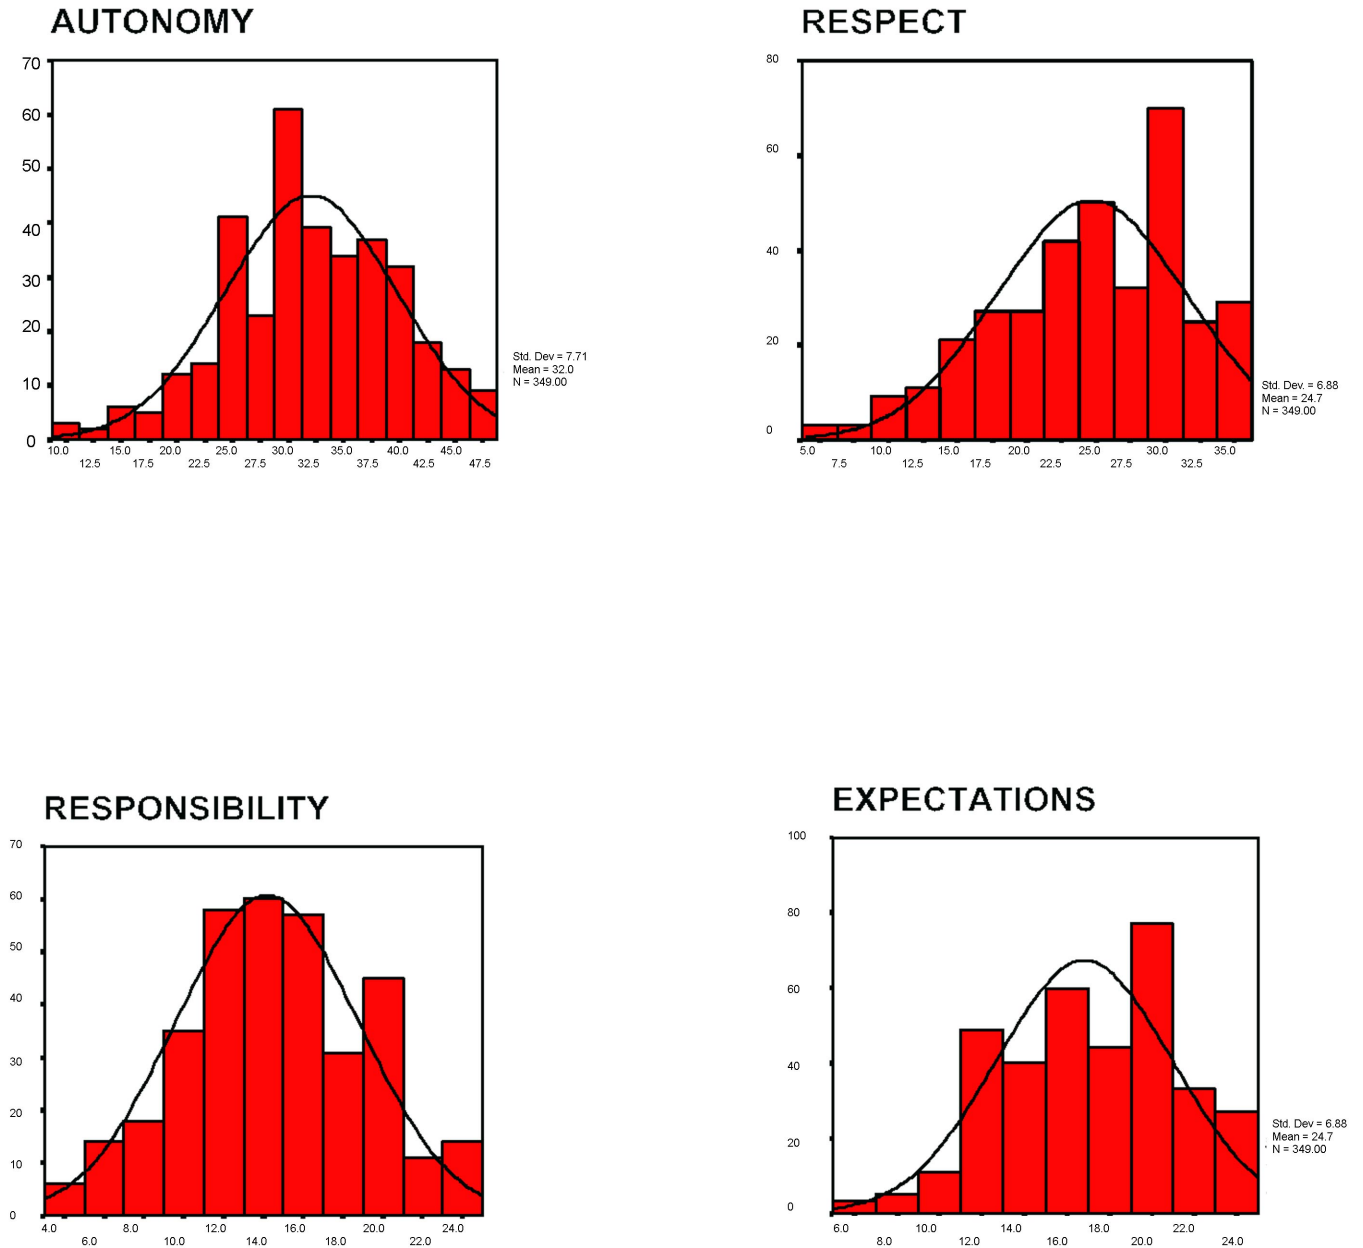 AUTONOMY
70
60
50
40
30
20
10
0
10.0 15.0 20.0 25.0 30.0 35.0 40.0 45.0
12.5 17.5 22.5 27.5 32.5 37.5 42.5 47.5
Std. Dev = 7.71
Mean = 32.0
N = 349.00
RESPECT
80
60
40
20
0
5.0 10.0 15.0 20.0 25.0 30.0 35.0
7.5 12.5 17.5 22.5 27.5 32.5
Std. Dev. = 6.88
Mean = 24.7
N = 349.00
RESPONSIBILITY
70
60
50
40
30
20
10
0
4.0 8.0 12.0 16.0 20.0 24.0
6.0 10.0 14.0 18.0 22.0
EXPECTATIONS
100
80
60
40
20
0
6.0 10.0 14.0 18.0 22.0
8.0 12.0 16.0 20.0 24.0
Std. Dev = 6.88
Mean = 24.7
N = 349.00